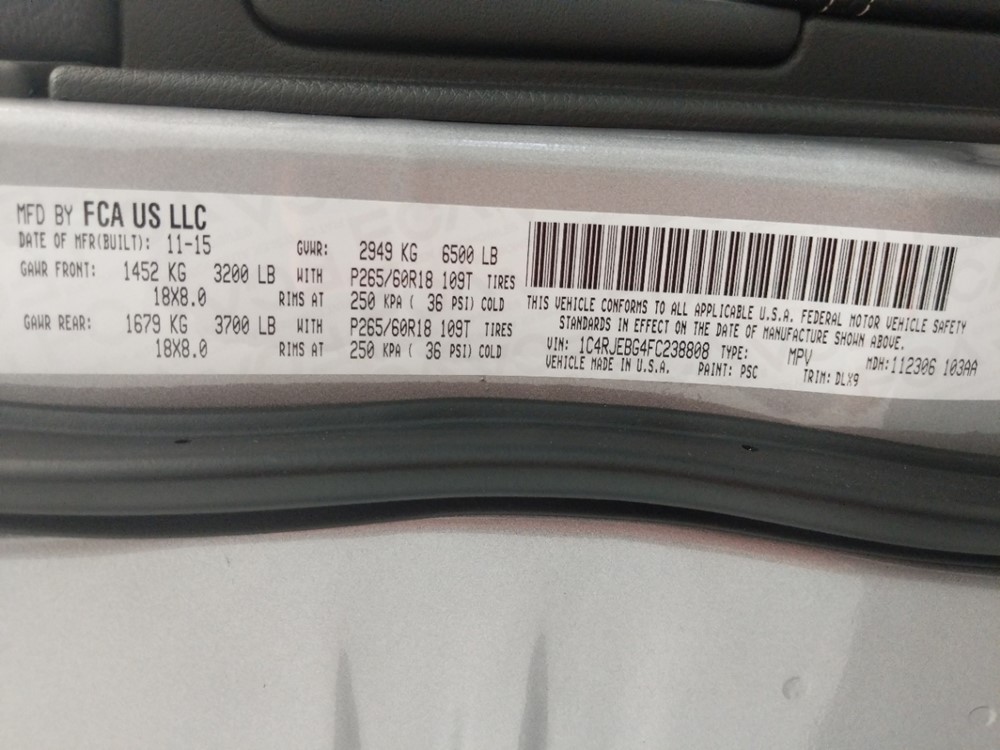 MFD BY FCA US LLC
DATE OF MFR(BUILT): 11-15 GVWR: 2949 KG 6500 LB
GAWR FRONT: 1452 KG 3200 LB WITH P265/60R18 109T TIRES
18X8.0 RIMS AT 250 KPA ( 36 PSI) COLD
GAWR REAR: 1679 KG 3700 LB WITH P265/60R18 109T TIRES
18X8.0 RIMS AT 250 KPA ( 36 PSI) COLD
THIS VEHICLE CONFORMS TO ALL APPLICABLE U.S.A. FEDERAL MOTOR VEHICLE SAFETY
STANDARDS IN EFFECT ON THE DATE OF MANUFACTURE SHOWN ABOVE.
VIN: 1C4RJEBG4FC238808 TYPE: MPV MDH:112306 103AA
VEHICLE MADE IN U.S.A. PAINT: PSC TRIM: DLX9